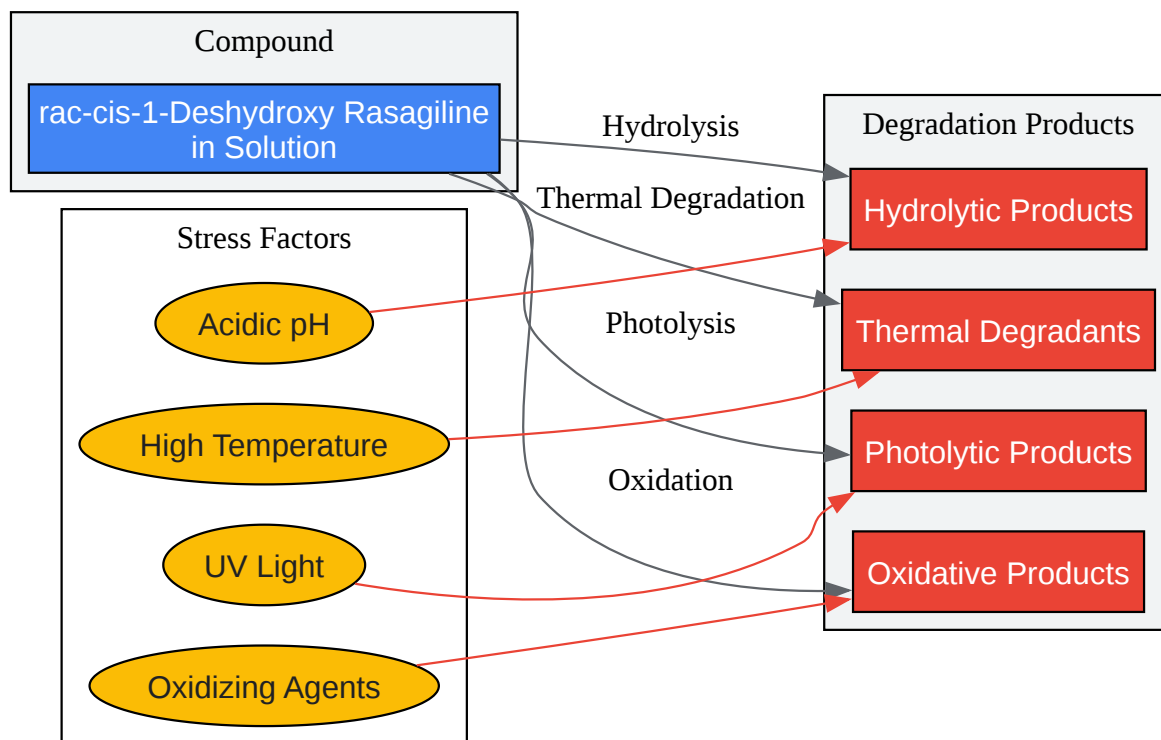 Compound
rac-cis-1-Deshydroxy Rasagiline
in Solution
Stress Factors
Acidic pH
High Temperature
UV Light
Oxidizing Agents
Hydrolysis
Thermal Degradation
Photolysis
Oxidation
Degradation Products
Hydrolytic Products
Thermal Degradants
Photolytic Products
Oxidative Products